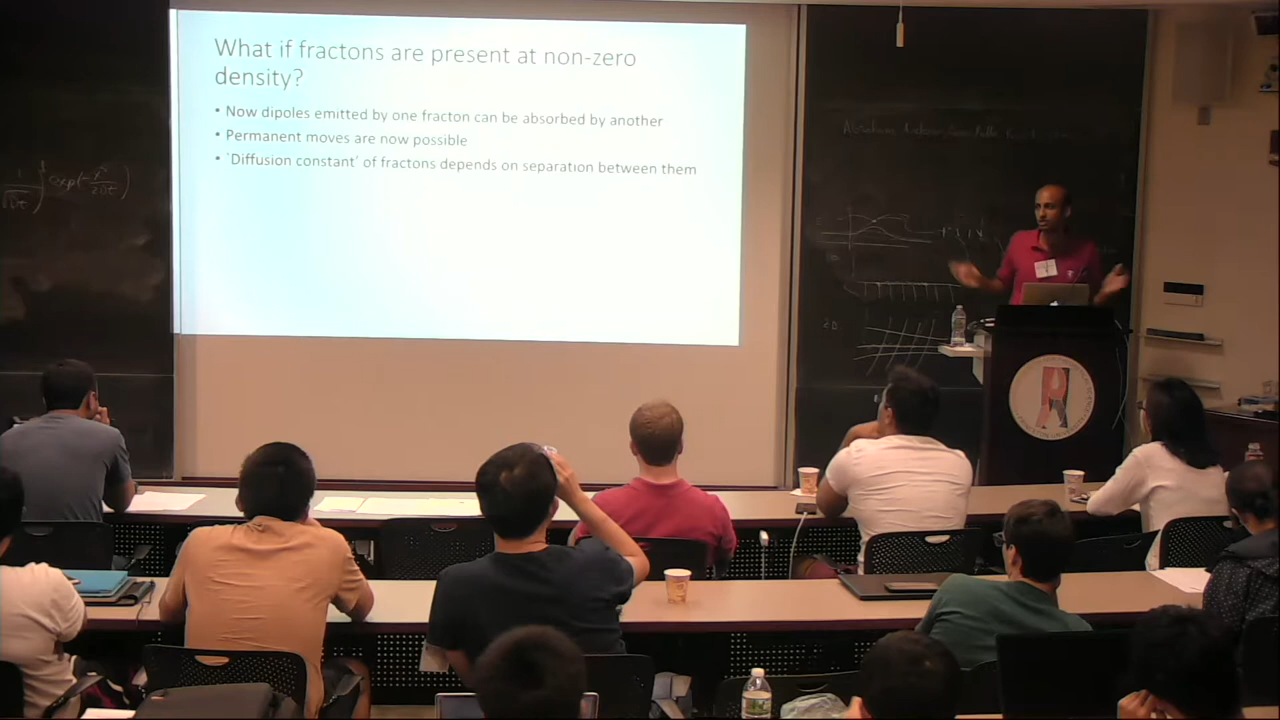 What if fractons are present at non-zero
density?
• Now dipoles emitted by one fracton can be absorbed by another
• Permanent moves are now possible
• `Diffusion constant' of fractons depends on separation between them
2D